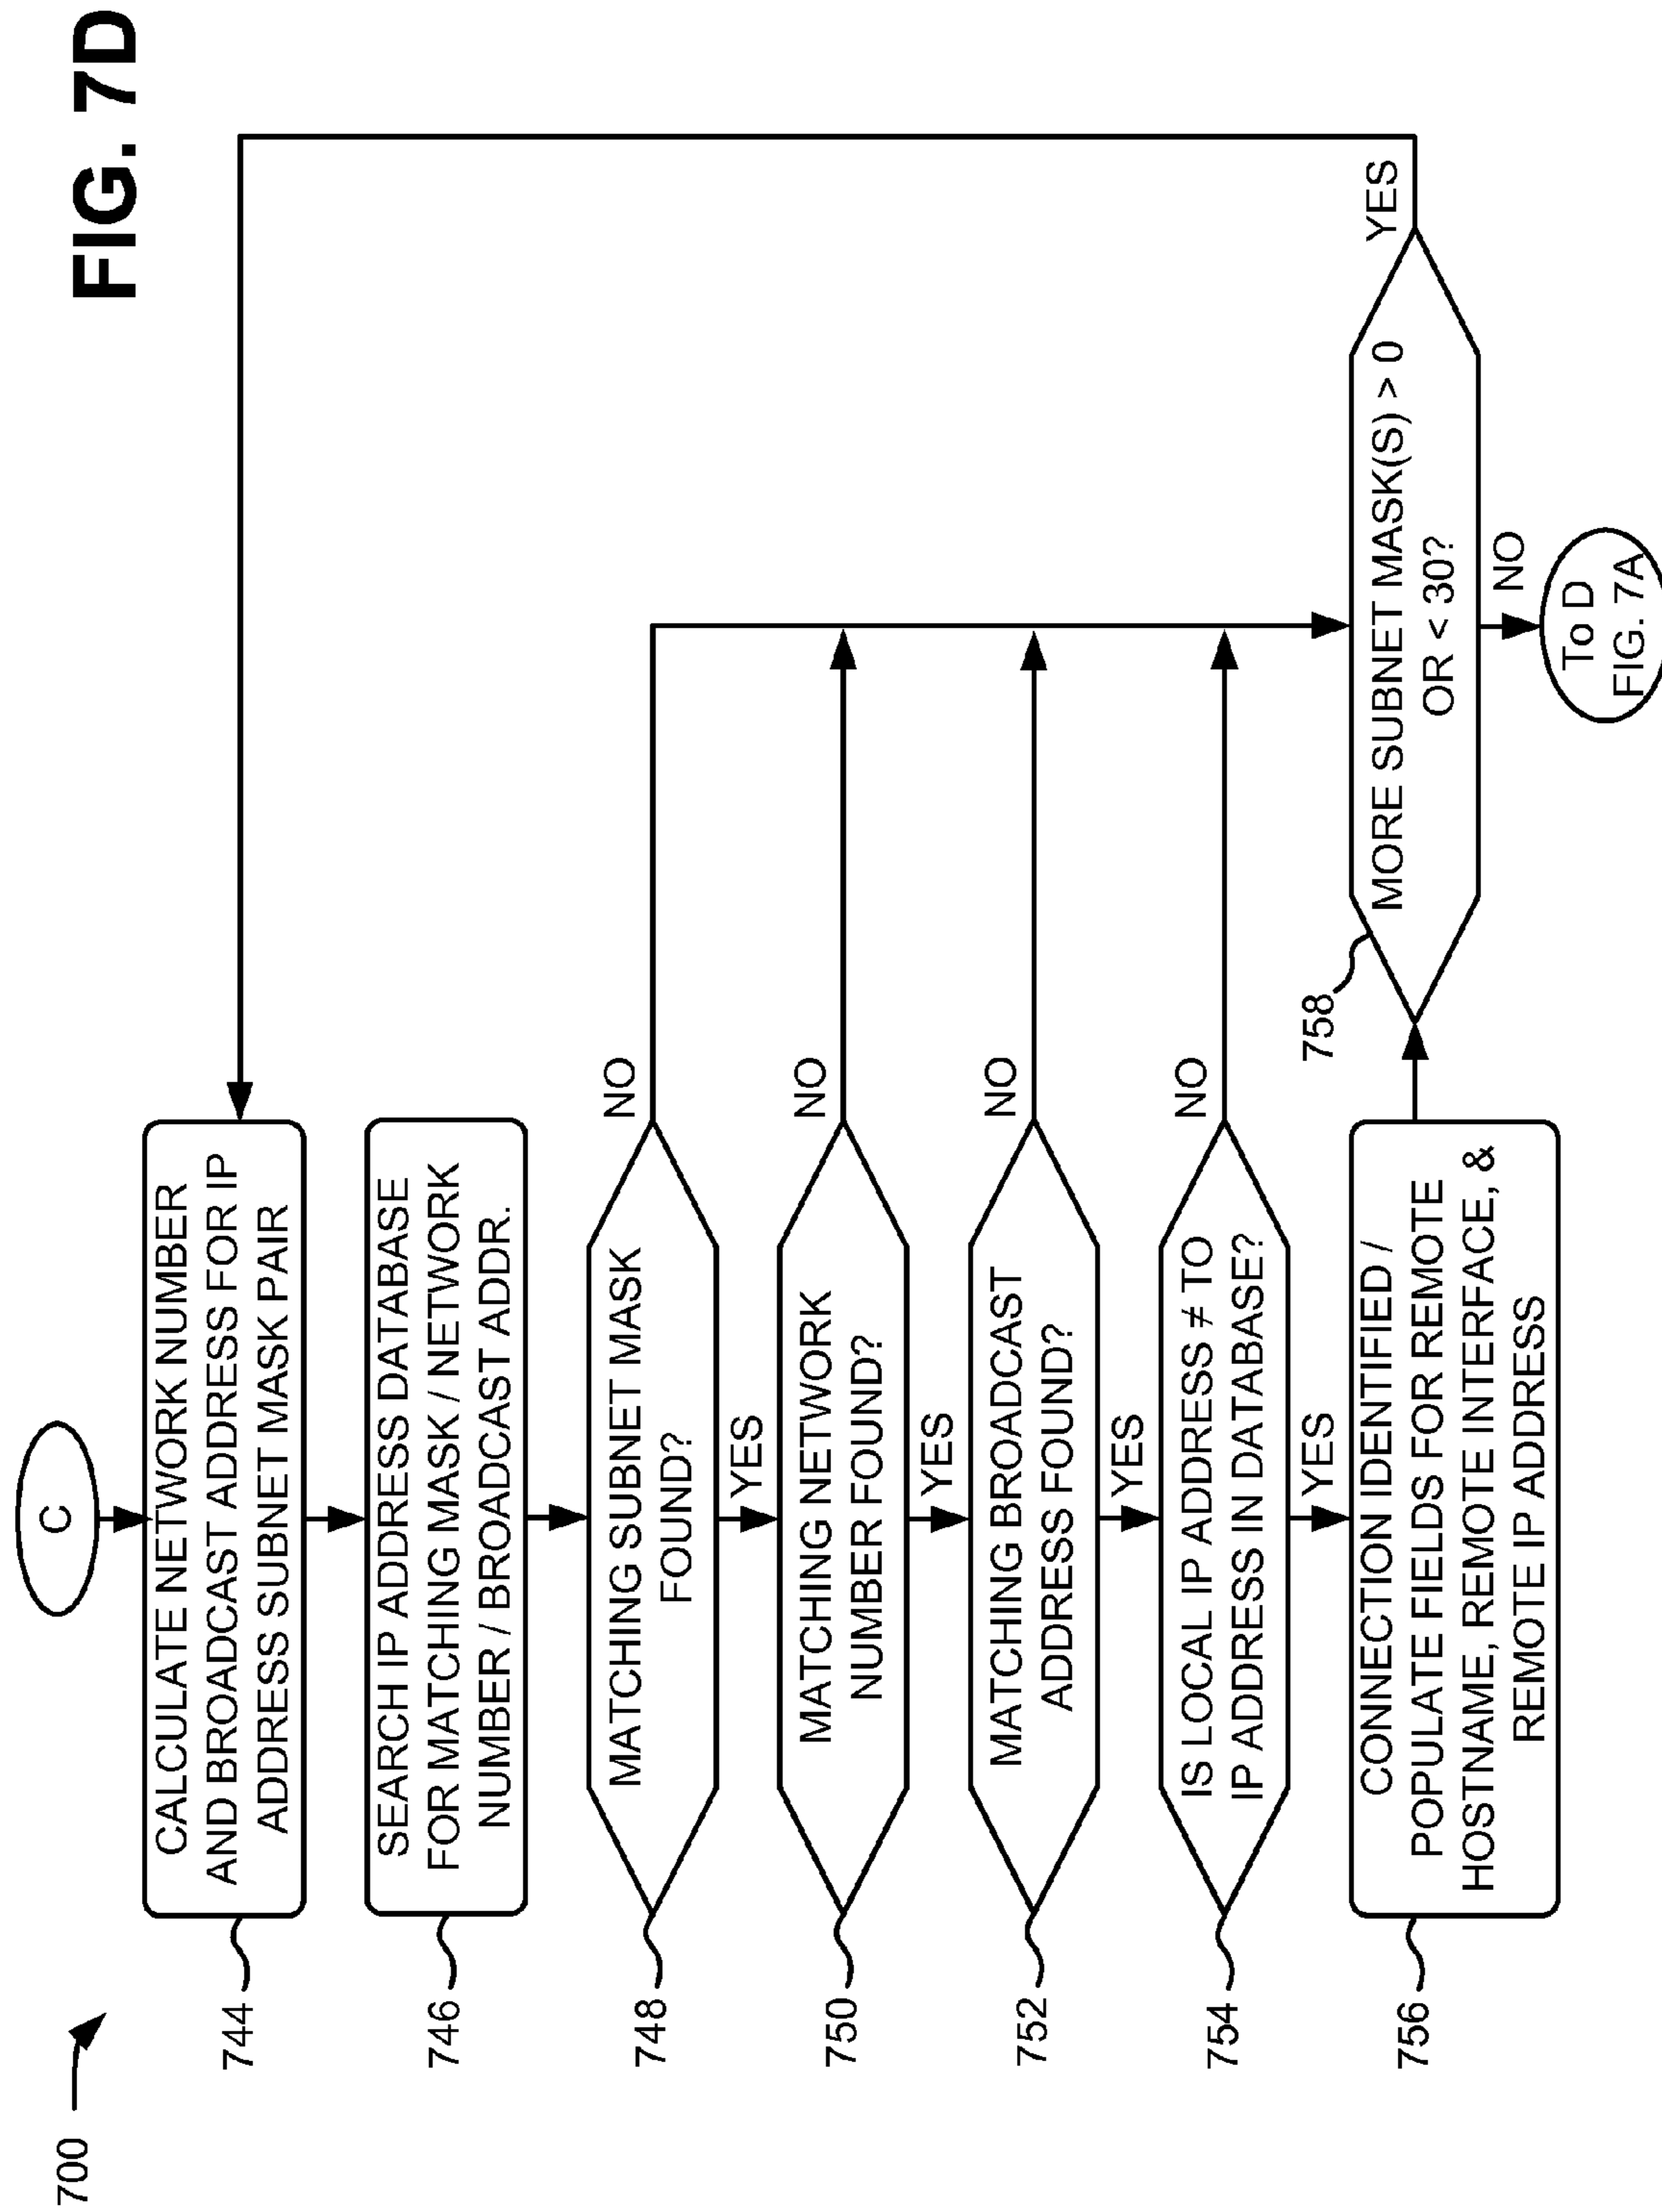 FIG. 7D
700
C
744
CALCULATE NETWORK NUMBER
AND BROADCAST ADDRESS FOR IP
ADDRESS SUBNET MASK PAIR
746
SEARCH IP ADDRESS DATABASE
FOR MATCHING MASK / NETWORK
NUMBER / BROADCAST ADDR.
748
MATCHING SUBNET MASK
FOUND?
NO
YES
750
MATCHING NETWORK
NUMBER FOUND?
NO
YES
752
MATCHING BROADCAST
ADDRESS FOUND?
NO
YES
754
IS LOCAL IP ADDRESS ≠ TO
IP ADDRESS IN DATABASE?
NO
YES
756
CONNECTION IDENTIFIED /
POPULATE FIELDS FOR REMOTE
HOSTNAME, REMOTE INTERFACE, &
REMOTE IP ADDRESS
758
MORE SUBNET MASK(S) > 0
OR < 30?
YES
NO
To D
FIG. 7A